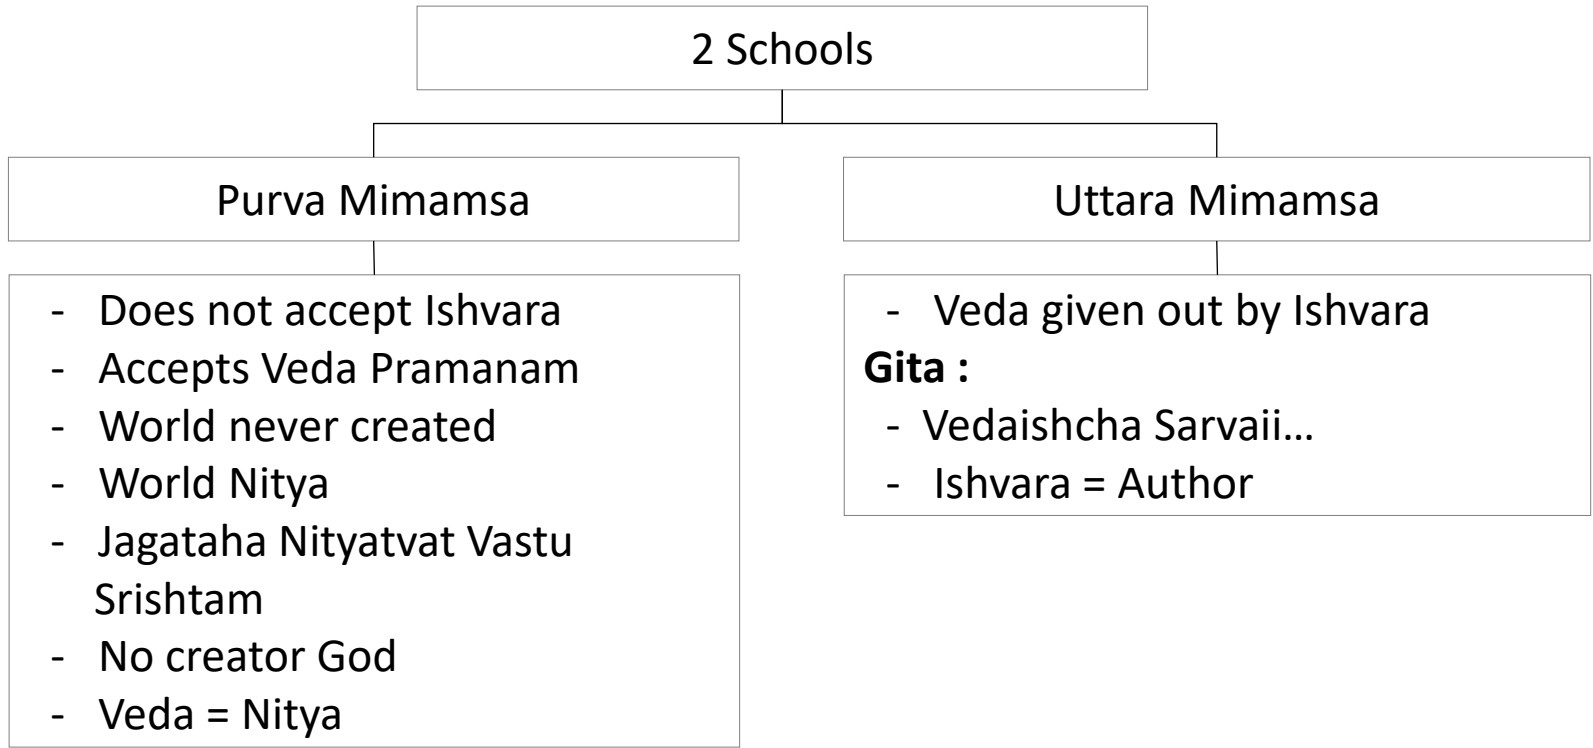 2 Schools
Purva Mimamsa
- Does not accept Ishvara
- Accepts Veda Pramanam
- World never created
- World Nitya
- Jagataha Nityatvat Vastu
Srishtam
- No creator God
- Veda = Nitya
Uttara Mimamsa
- Veda given out by Ishvara
Gita :
- Vedaishcha Sarvaii...
- Ishvara = Author